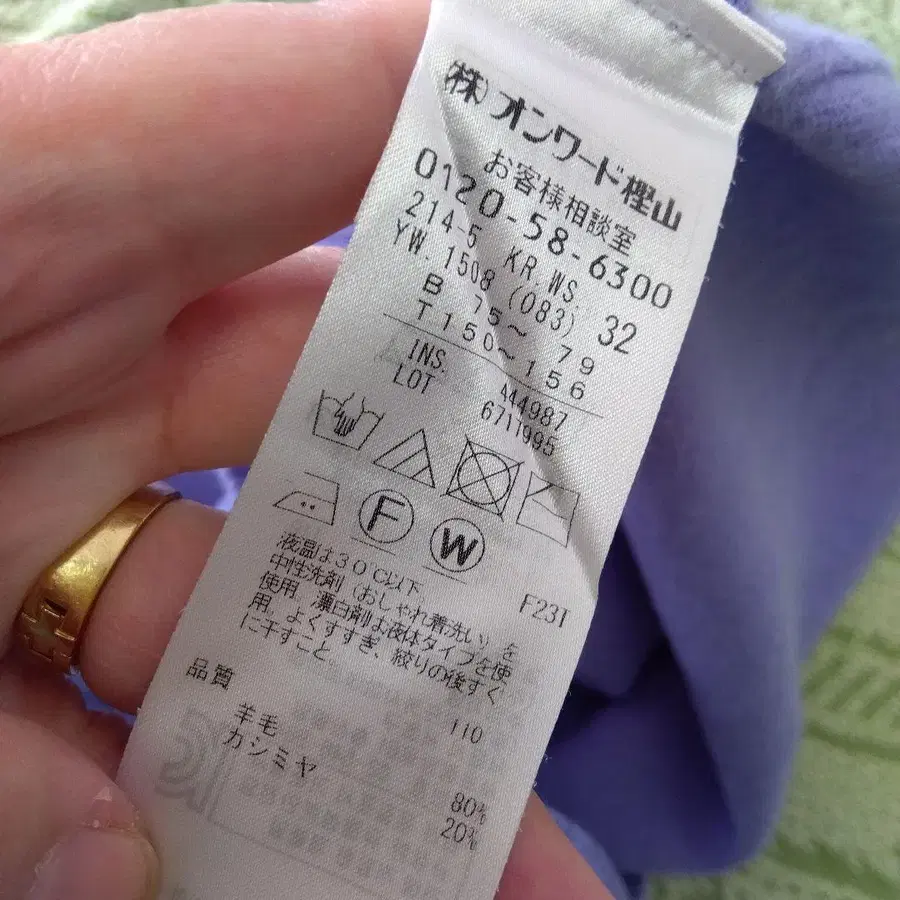 (株)オンワード樫山
お客様相談室
0120-58-6300
214-5 KR.WS.
YW.1508 (083) 32
B 75～ 79
T150～156
INS. 444987
LOT 6711995
F W
F23T
液温は30℃以下
中性洗剤(おしゃれ着洗い)を
使用 漂白剤は液体タイプを使
用、よくすすぎ、絞りの後すぐ
に干すこと。
110
品質
羊毛 80%
カシミヤ 20%